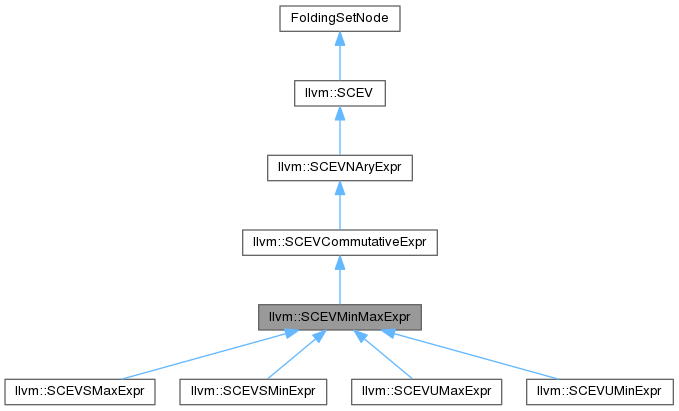 FoldingSetNode
llvm::SCEV
llvm::SCEVNAryExpr
llvm::SCEVCommutativeExpr
llvm::SCEVMinMaxExpr
llvm::SCEVSMaxExpr
llvm::SCEVSMinExpr
llvm::SCEVUMaxExpr
llvm::SCEVUMinExpr